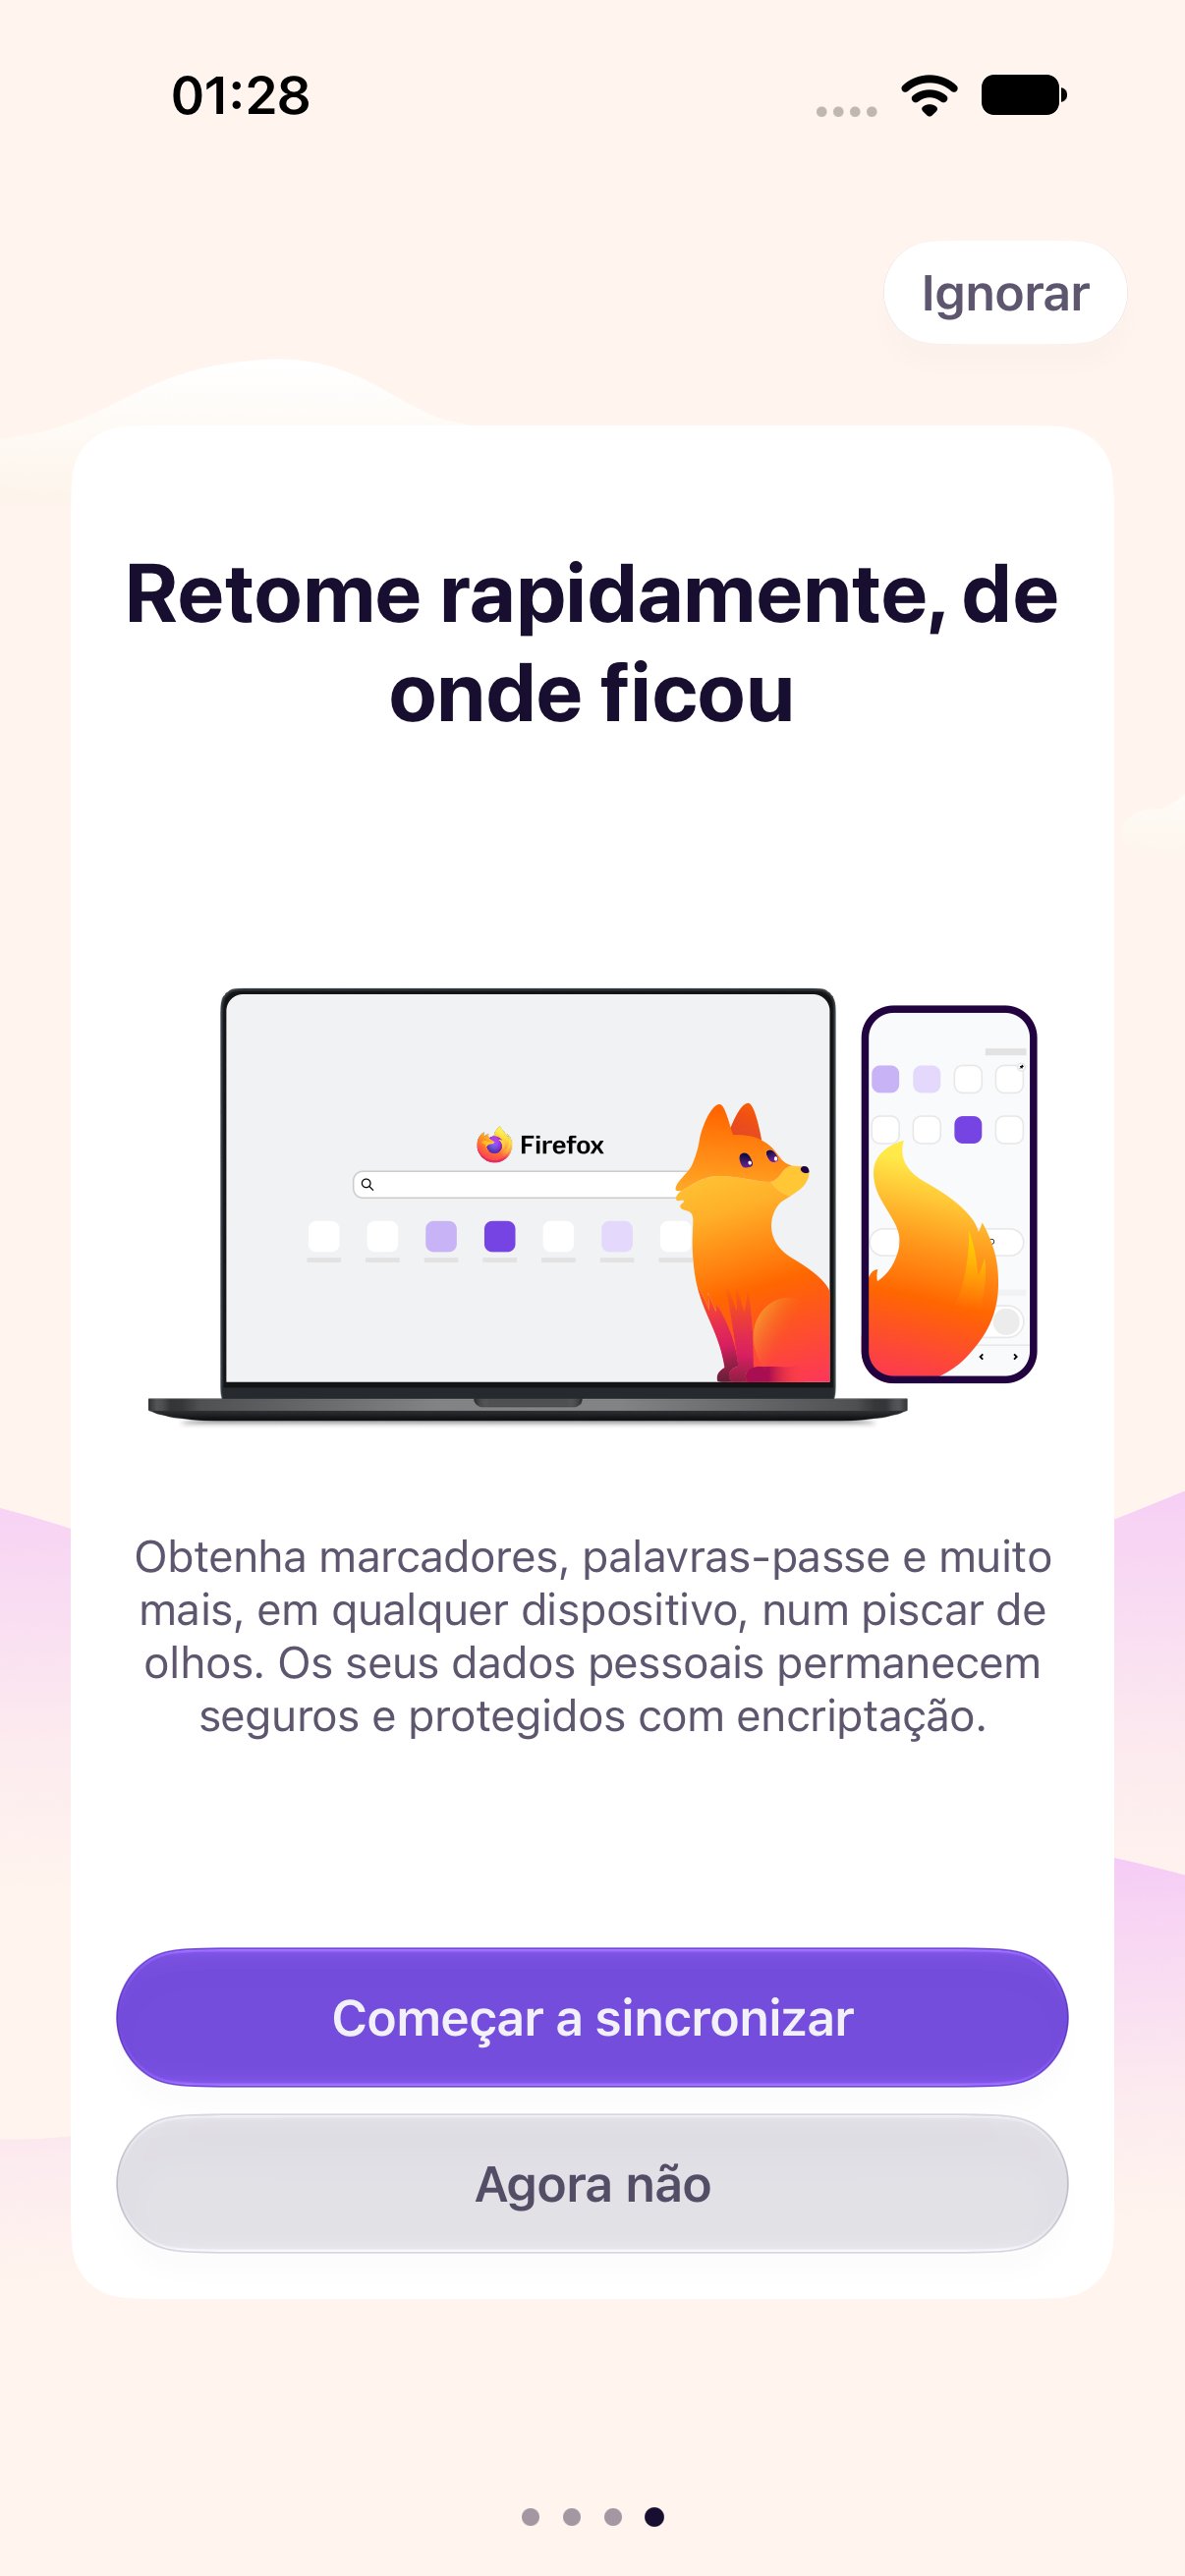 01:28
Ignorar
Retome rapidamente, de
onde ficou
Firefox
Obtenha marcadores, palavras-passe e muito
mais, em qualquer dispositivo, num piscar de
olhos. Os seus dados pessoais permanecem
seguros e protegidos com encriptação.
Começar a sincronizar
Agora não